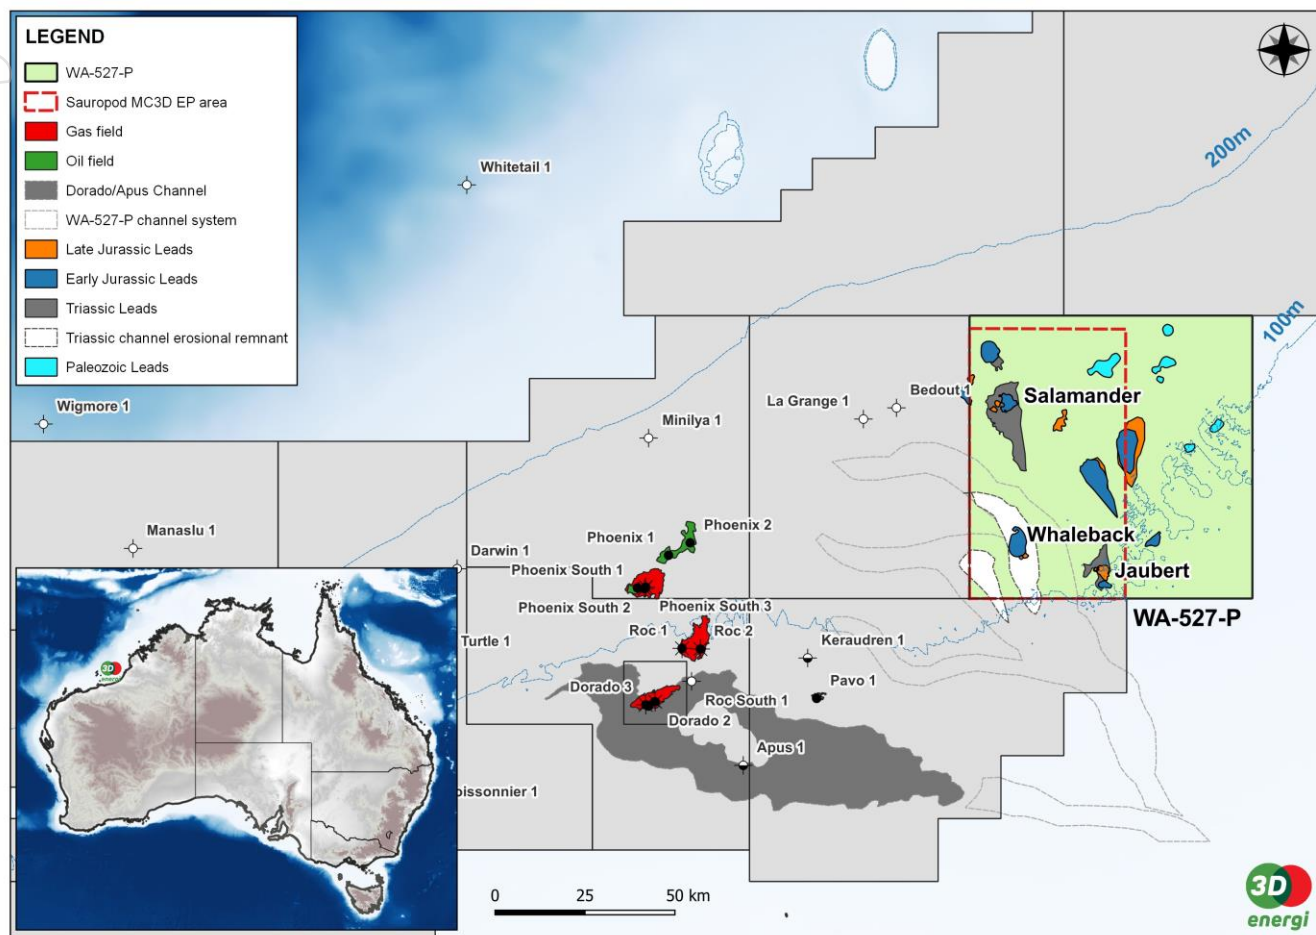 LEGEND
WA-527-P
Sauropod MC3D EP area
Gas field
Oil field
Dorado/Apus Channel
WA-527-P channel system
Late Jurassic Leads
Early Jurassic Leads
Triassic Leads
Triassic channel erosional remnant
Paleozoic Leads
Whitetail 1
200m
100m
Wigmore 1
Minilya 1
La Grange 1
Bedout 1
Salamander
Manaslu 1
Darwin 1
Phoenix 1
Phoenix 2
Phoenix South 1
Phoenix South 2
Phoenix South 3
Whaleback
Jaubert
WA-527-P
Turtle 1
Roc 1
Roc 2
Keraudren 1
Dorado 3
Roc South 1
Pavo 1
Dorado 2
Apus 1
oissonnier 1
3D
energi
0 25 50 km
3D
energi